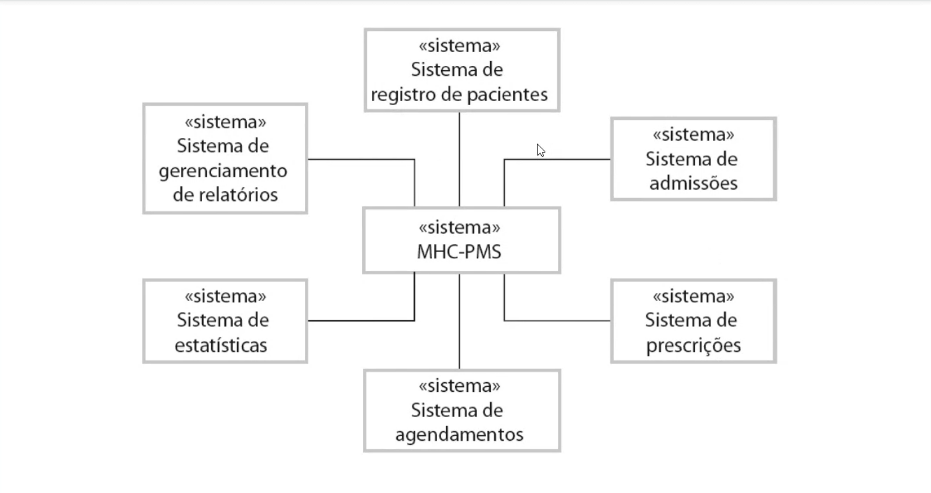 «sistema»
Sistema de
registro de pacientes
«sistema»
Sistema de
gerenciamento
de relatórios
«sistema»
Sistema de
admissões
«sistema»
MHC-PMS
«sistema»
Sistema de
estatísticas
«sistema»
Sistema de
prescrições
«sistema»
Sistema de
agendamentos